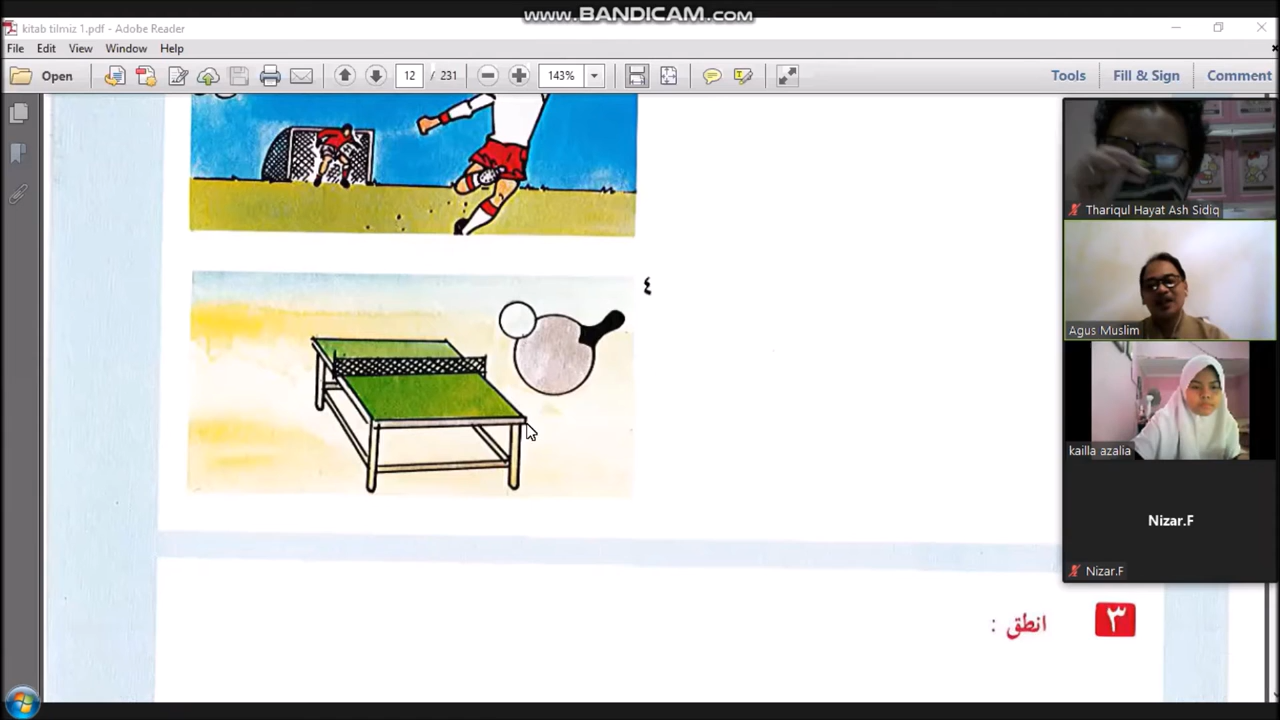 www.BANDICAM.com
kitab tilmiz 1.pdf - Adobe Reader
File Edit View Window Help
Open 12 / 231 143% Tools Fill & Sign Comment
Thariqul Hayat Ash Sidiq
٤
Agus Muslim
kailla azalia
Nizar.F
Nizar.F
٣ انطق :